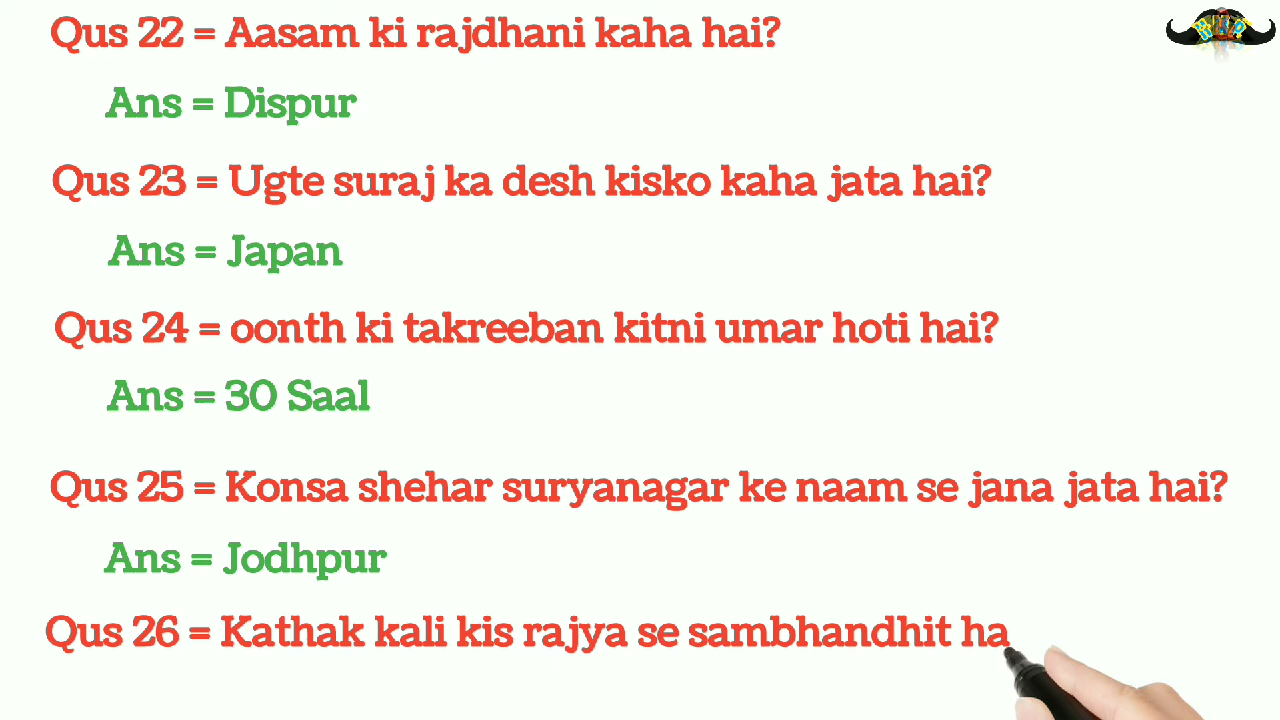 Qus 22 = Aasam ki rajdhani kaha hai?
Ans = Dispur
Qus 23 = Ugte suraj ka desh kisko kaha jata hai?
Ans = Japan
Qus 24 = oonth ki takreeban kitni umar hoti hai?
Ans = 30 Saal
Qus 25 = Konsa shehar suryanagar ke naam se jana jata hai?
Ans = Jodhpur
Qus 26 = Kathak kali kis rajya se sambhandhit ha